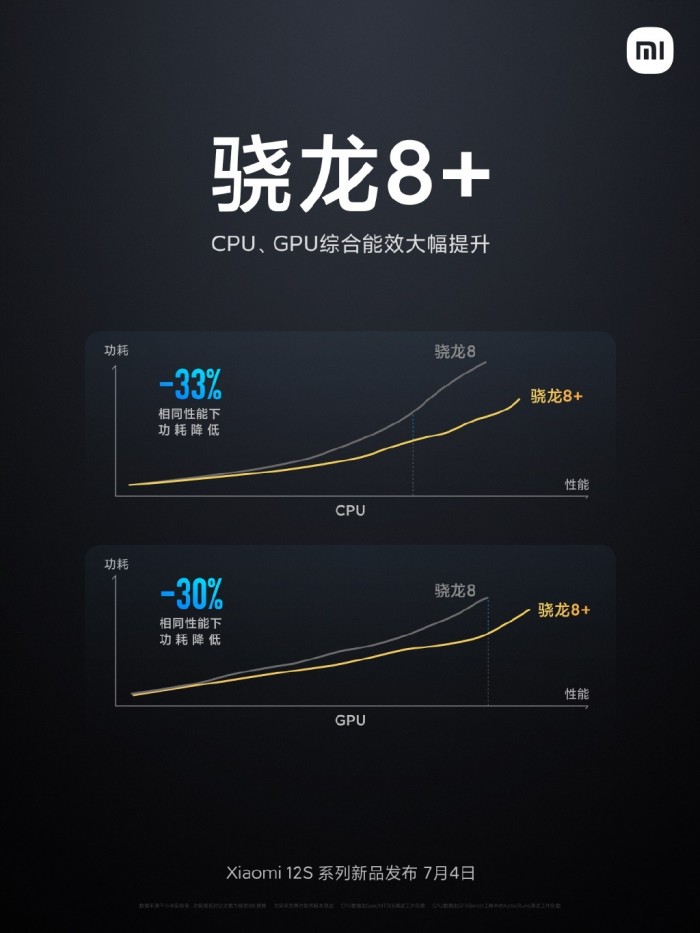 mi
骁龙8+
CPU、GPU综合能效大幅提升
功耗
骁龙8
-33%
相同性能下
功耗降低
骁龙8+
性能
CPU
功耗
-30%
相同性能下
功耗降低
骁龙8
骁龙8+
性能
GPU
Xiaomi 12S 系列新品发布 7月4日